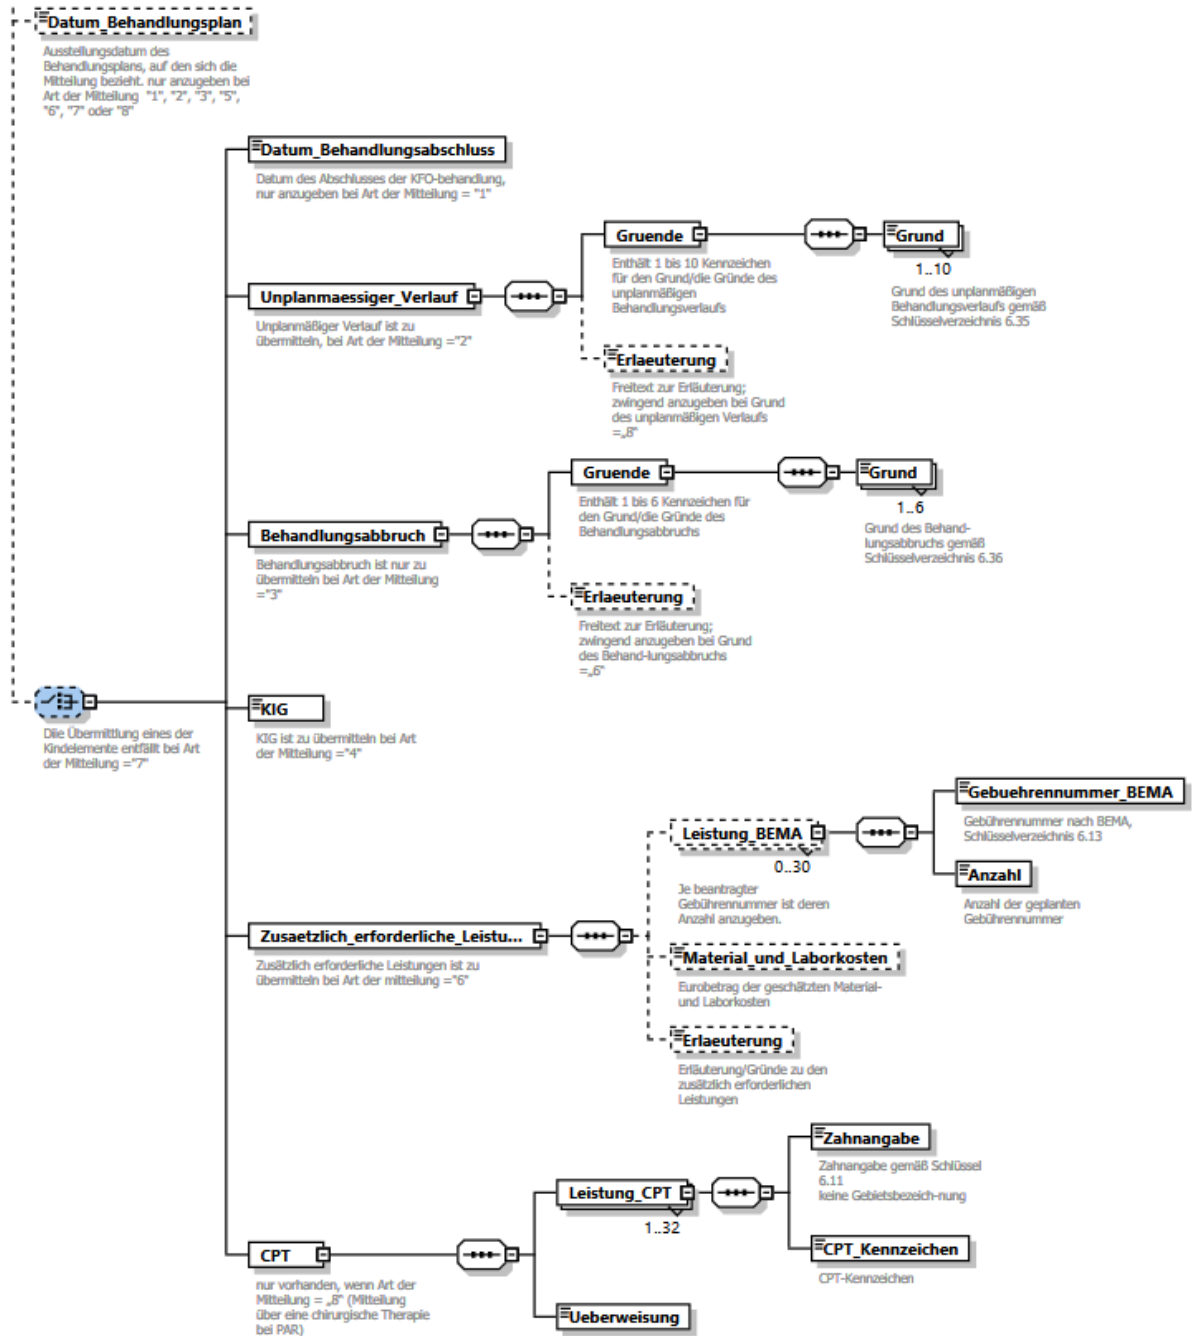 Datum_Behandlungsplan
Ausstellungsdatum des
Behandlungsplans, auf den sich die
Mitteilung bezieht. nur anzugeben bei
Art der Mitteilung "1", "2", "3", "5",
"6", "7" oder "8"
Datum_Behandlungsabschluss
Datum des Abschlusses der KFO-behandlung,
nur anzugeben bei Art der Mitteilung = "1"
Unplanmaessiger_Verlauf
Unplanmäßiger Verlauf ist zu
übermitteln, bei Art der Mitteilung ="2"
Gruende
Enthält 1 bis 10 Kennzeichen
für den Grund/die Gründe des
unplanmäßigen
Behandlungsverlaufs
Grund
1..10
Grund des unplanmäßigen
Behandlungsverlaufs gemäß
Schlüsselverzeichnis 6.35
Erlaeuterung
Freitext zur Erläuterung;
zwingend anzugeben bei Grund
des unplanmäßigen Verlaufs
=„8“
Behandlungsabbruch
Behandlungsabbruch ist nur zu
übermitteln bei Art der Mitteilung
="3"
Gruende
Enthält 1 bis 6 Kennzeichen für
den Grund/die Gründe des
Behandlungsabbruchs
Grund
1..6
Grund des Behand-
lungsabbruchs gemäß
Schlüsselverzeichnis 6.36
Erlaeuterung
Freitext zur Erläuterung;
zwingend anzugeben bei Grund
des Behand-lungsabbruchs
=„6“
Diie Übermittlung eines der
Kindelemente entfällt bei Art
der Mitteilung ="7"
KIG
KIG ist zu übermitteln bei Art
der Mitteilung ="4"
Zusaetzlich_erforderliche_Leistu...
Zusätzlich erforderliche Leistungen ist zu
übermitteln bei Art der mitteilung ="6"
Leistung_BEMA
0..30
Je beantragter
Gebührennummer ist deren
Anzahl anzugeben.
Gebuehrennummer_BEMA
Gebührennummer nach BEMA,
Schlüsselverzeichnis 6.13
Anzahl
Anzahl der geplanten
Gebührennummer
Material_und_Laborkosten
Eurobetrag der geschätzten Material-
und Laborkosten
Erlaeuterung
Erläuterung/Gründe zu den
zusätzlich erforderlichen
Leistungen
CPT
nur vorhanden, wenn Art der
Mitteilung = „8“ (Mitteilung
über eine chirurgische Therapie
bei PAR)
Leistung_CPT
1..32
Zahnangabe
Zahnangabe gemäß Schlüssel
6.11
keine Gebietsbezeich-nung
CPT_Kennzeichen
CPT-Kennzeichen
Ueberweisung